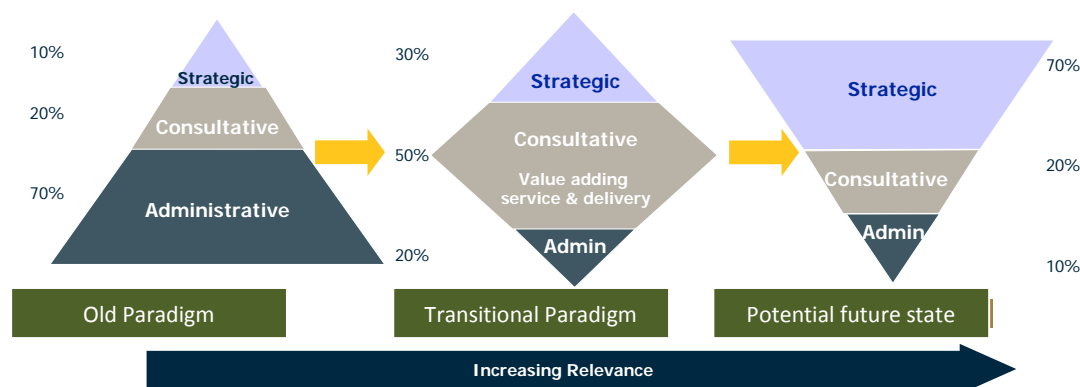 10%
Strategic
20%
Consultative
70%
Administrative
Old Paradigm
30%
Strategic
50%
Consultative
Value adding
service & delivery
20%
Admin
Transitional Paradigm
70%
Strategic
20%
Consultative
10%
Admin
Potential future state
Increasing Relevance